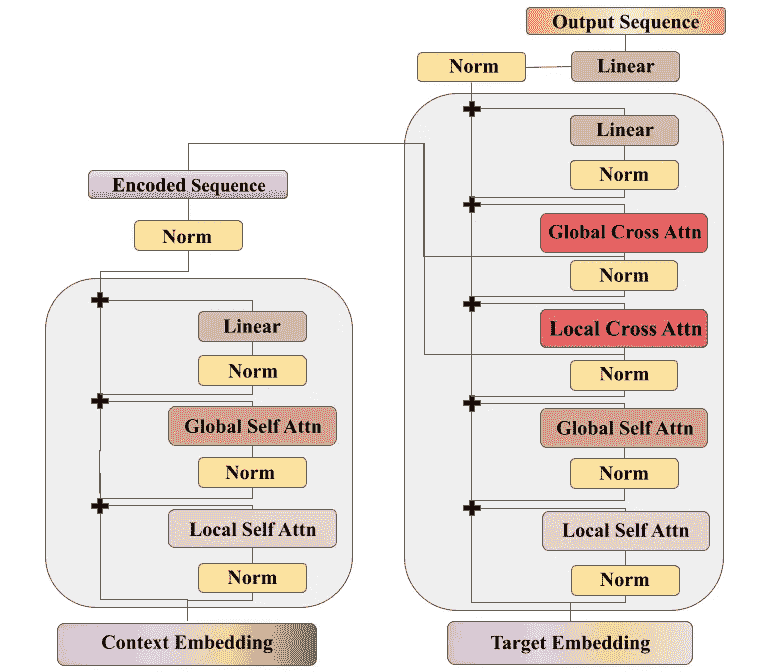 Output Sequence
Norm
Linear
Linear
Norm
Global Cross Attn
Norm
Local Cross Attn
Norm
Global Self Attn
Norm
Local Self Attn
Norm
Target Embedding
Encoded Sequence
Norm
Linear
Norm
Global Self Attn
Norm
Local Self Attn
Norm
Context Embedding